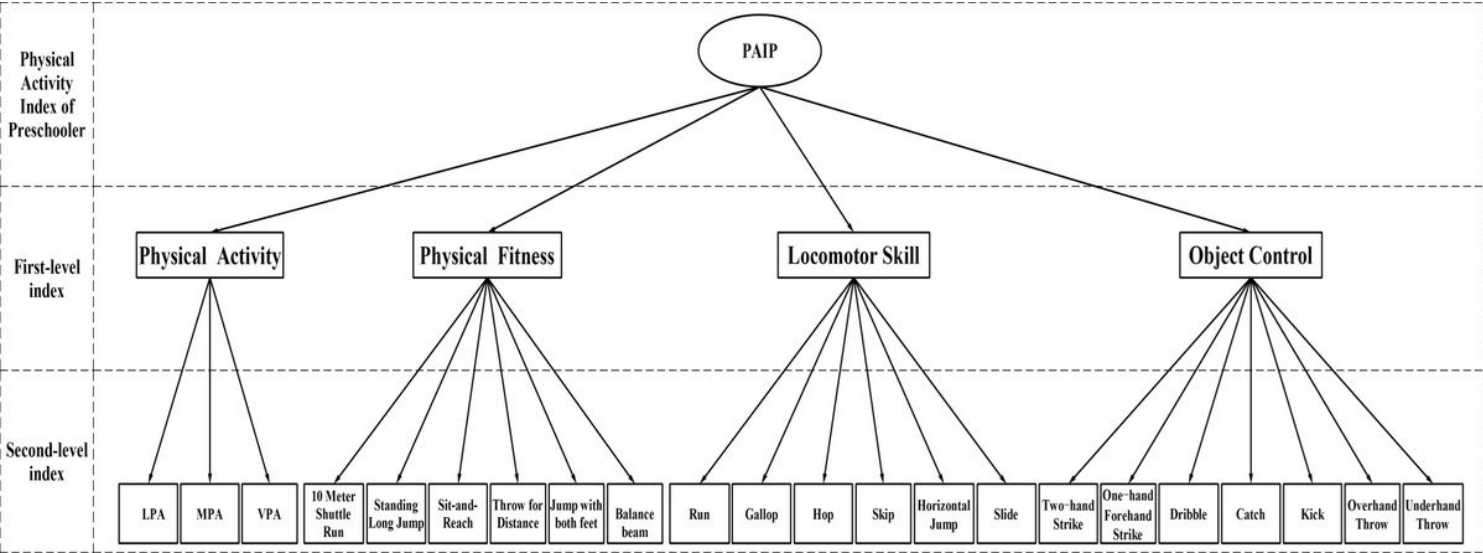 Physical
Activity
Index of
Preschooler
PAIP
First-level
index
Physical Activity
Physical Fitness
Locomotor Skill
Object Control
Second-level
index
LPA
MPA
VPA
10 Meter
Shuttle
Run
Standing
Long Jump
Sit-and-
Reach
Throw for
Distance
Jump with
both feet
Balance
beam
Run
Gallop
Hop
Skip
Horizontal
Jump
Slide
Two-hand
Strike
One-hand
Forehand
Strike
Dribble
Catch
Kick
Overhand
Throw
Underhand
Throw